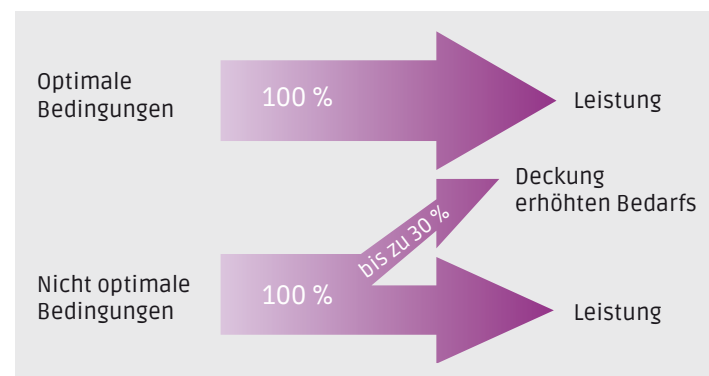 Optimale
Bedingungen
100 %
Leistung
Deckung
erhöhten Bedarfs
bis zu 30 %
Nicht optimale
Bedingungen
100 %
Leistung